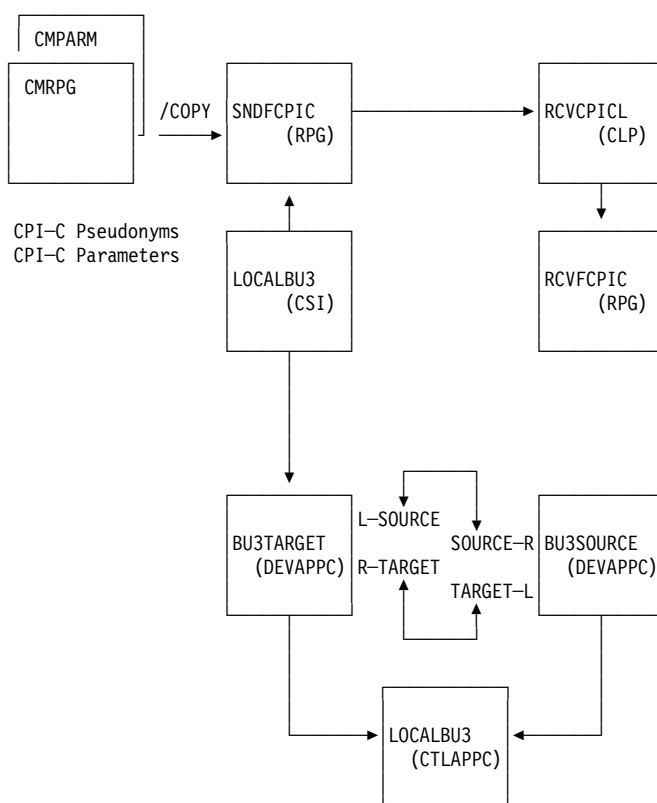 CMPARM
CMRPG
/COPY
SNDFCPIC
(RPG)
RCVCPICL
(CLP)
CPI—C Pseudonyms
CPI—C Parameters
LOCALBU3
(CSI)
RCVFCPIC
(RPG)
L—SOURCE
BU3TARGET
(DEVAPPC)
SOURCE—R
BU3SOURCE
(DEVAPPC)
R—TARGET
TARGET—L
LOCALBU3
(CTLAPPC)